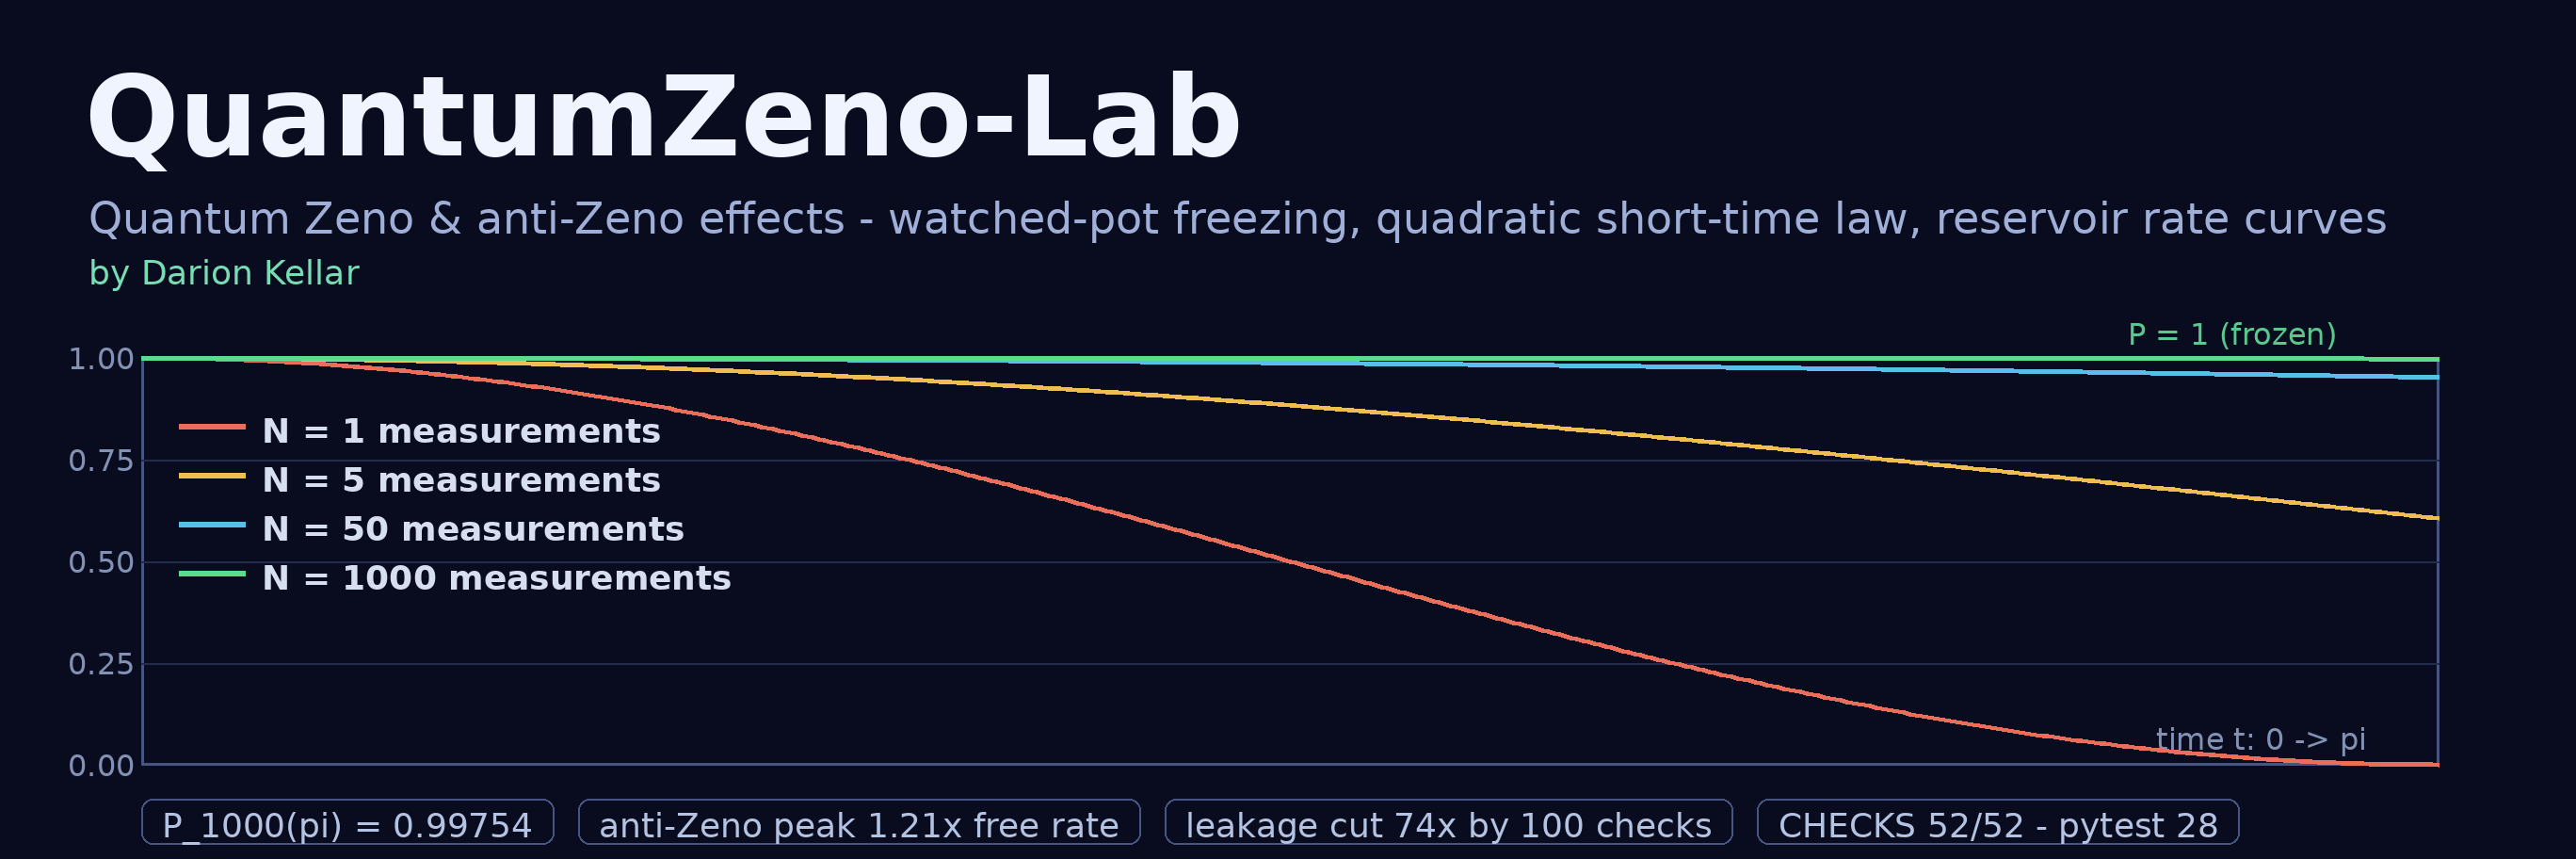 QuantumZeno-Lab
Quantum Zeno & anti-Zeno effects - watched-pot freezing, quadratic short-time law, reservoir rate curves
by Darion Kellar
P = 1 (frozen)
1.00
N = 1 measurements
0.75
N = 5 measurements
N = 50 measurements
0.50
N = 1000 measurements
0.25
time t: 0 -> pi
0.00
P_1000(pi) = 0.99754
anti-Zeno peak 1.21x free rate
leakage cut 74x by 100 checks
CHECKS 52/52 - pytest 28